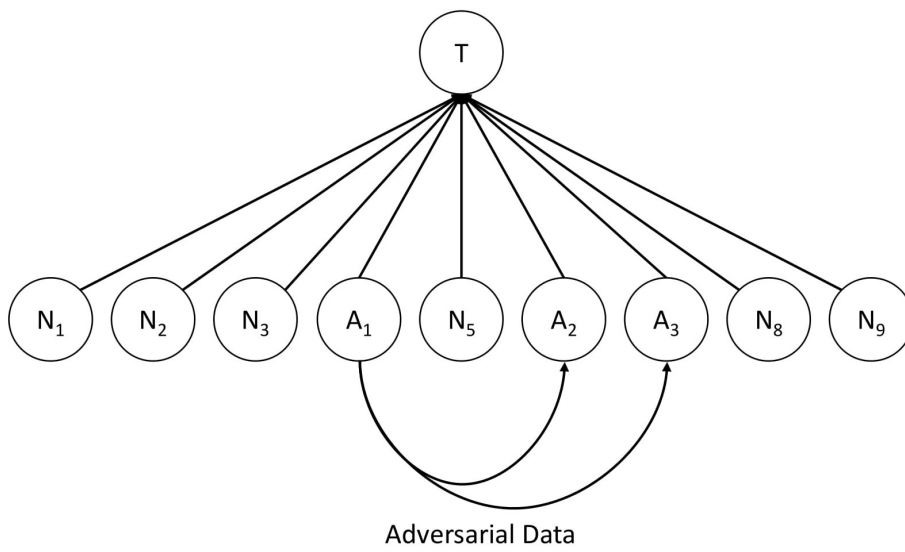 T
N₁ N₂ N₃ A₁ N₅ A₂ A₃ N₈ N₉
Adversarial Data